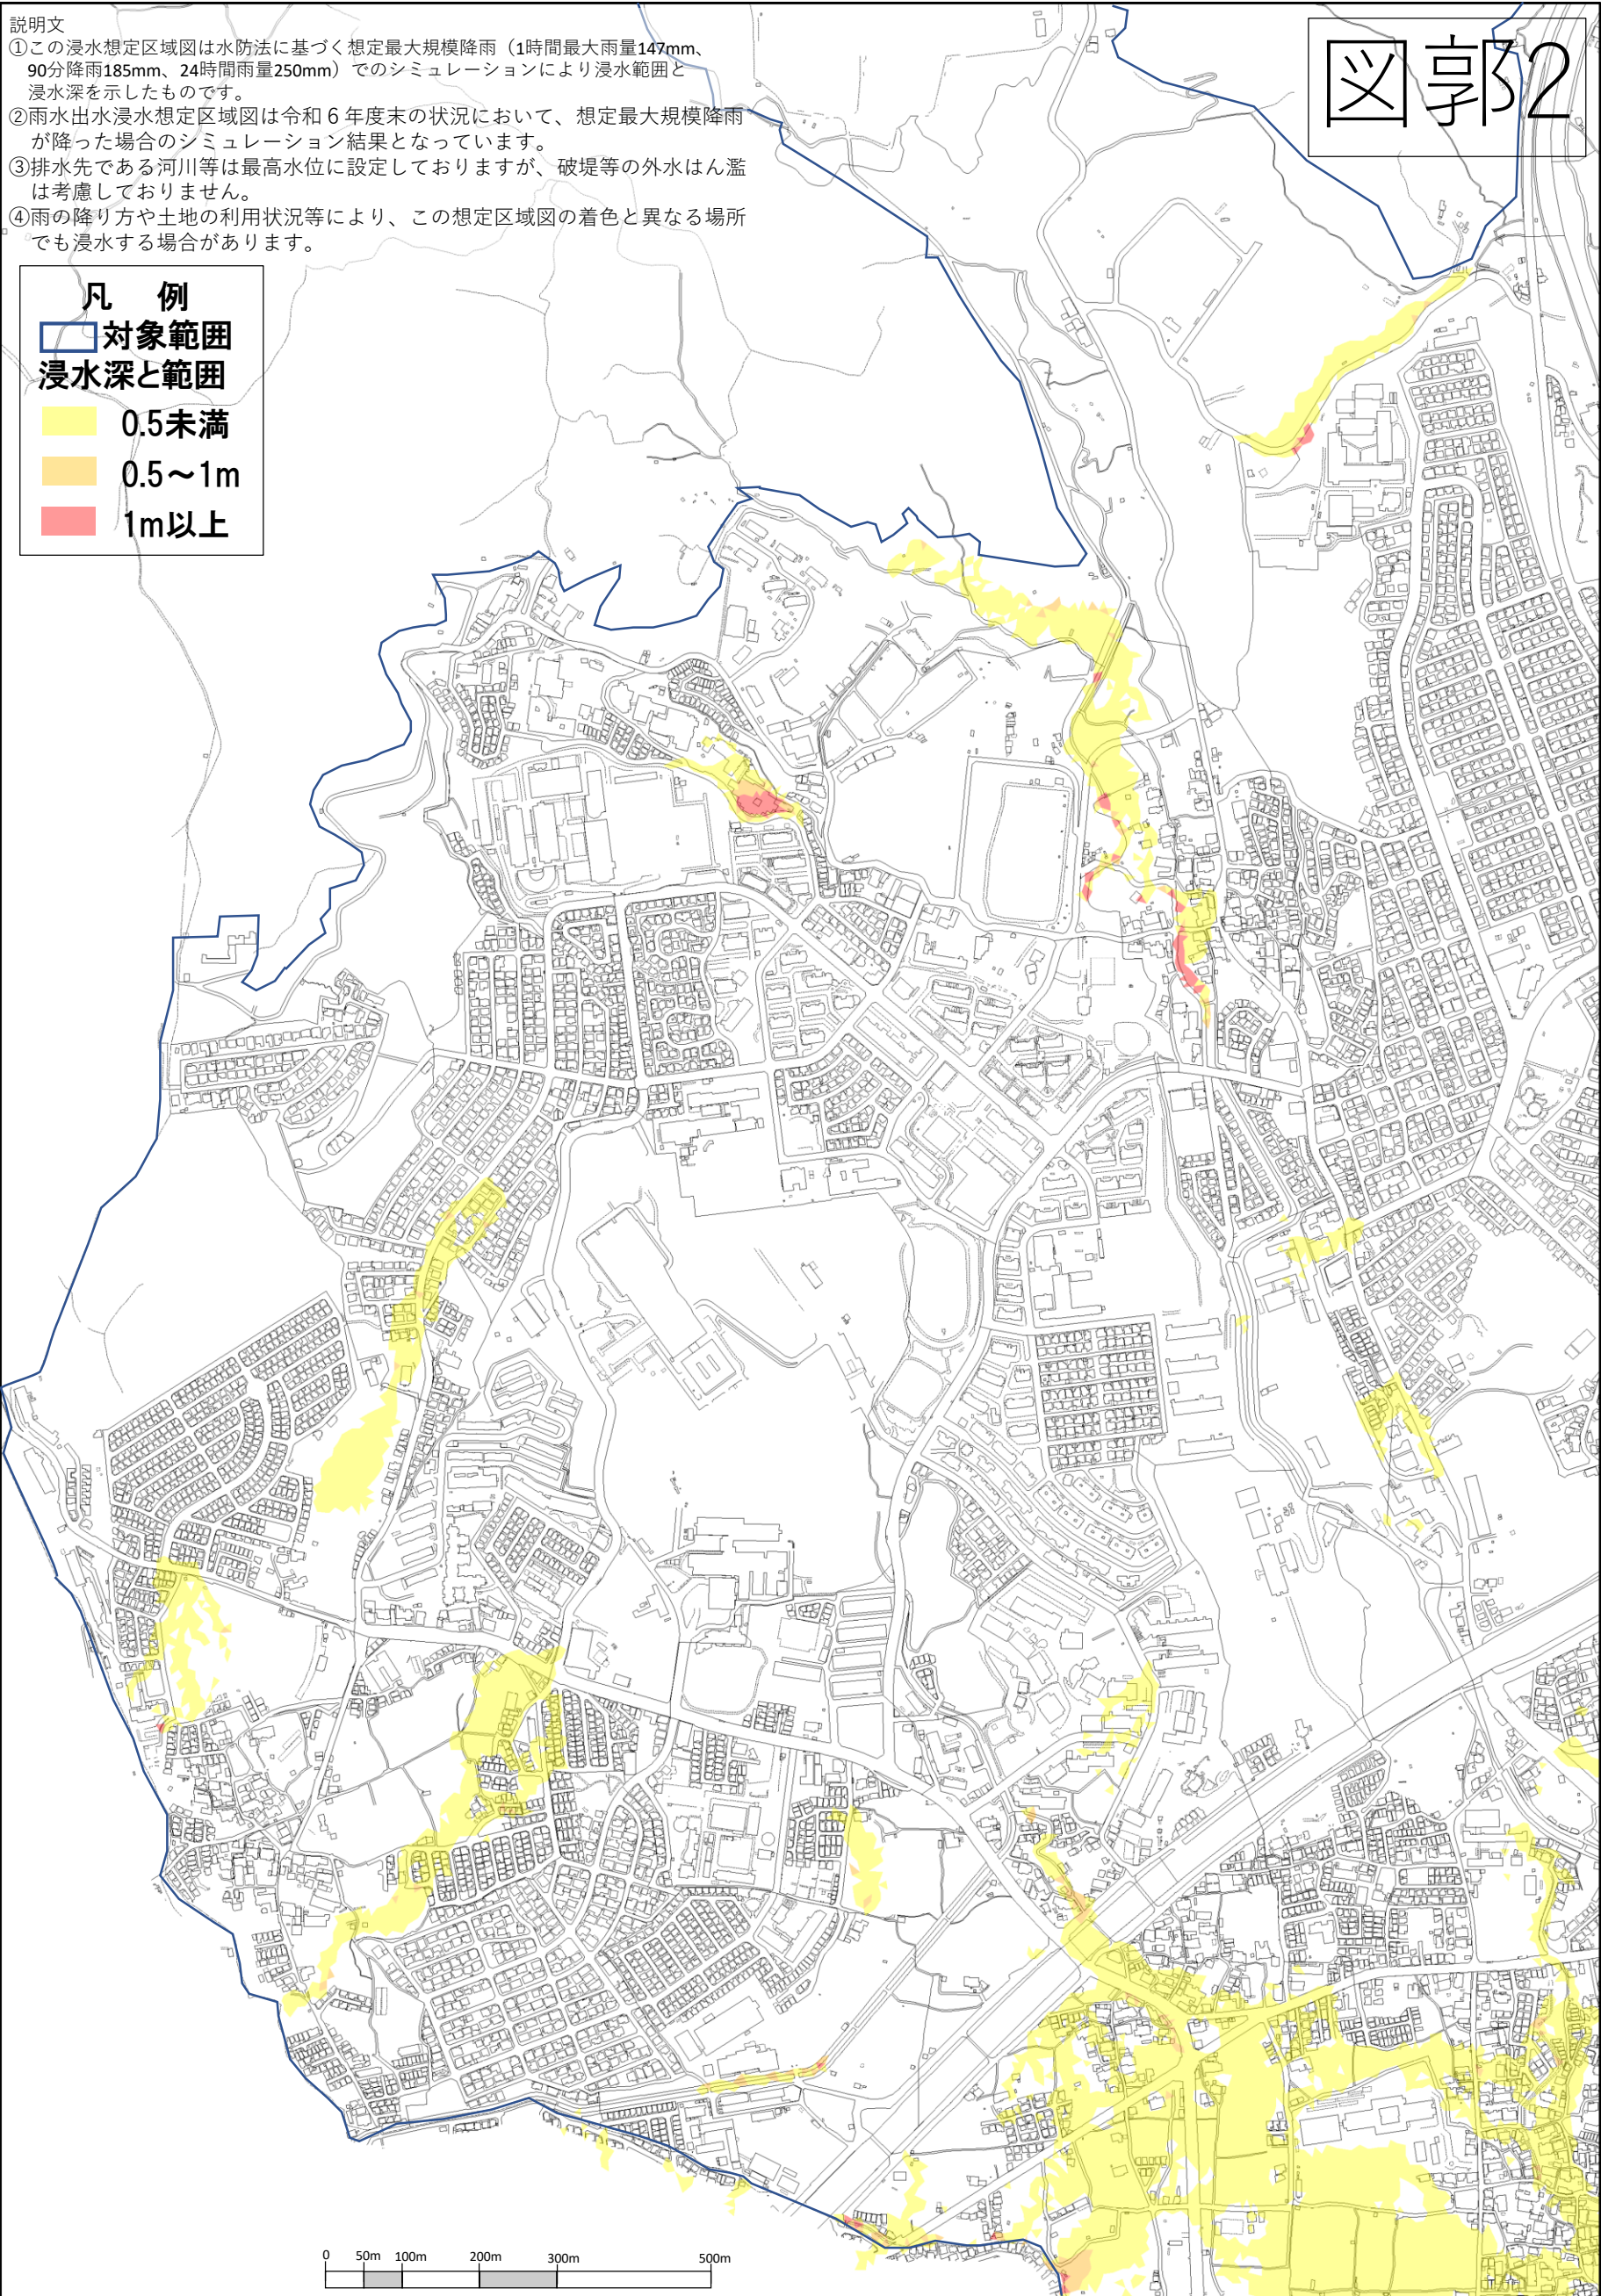 説明文
①この浸水想定区域図は水防法に基づく想定最大規模降雨（1時間最大雨量147mm、
90分降雨185mm、24時間雨量250mm）でのシミュレーションにより浸水範囲と
浸水深を示したものです。
②雨水出水浸水想定区域図は令和６年度末の状況において、想定最大規模降雨
が降った場合のシミュレーション結果となっています。
③排水先である河川等は最高水位に設定しておりますが、破堤等の外水はん濫
は考慮しておりません。
④雨の降り方や土地の利用状況等により、この想定区域図の着色と異なる場所
でも浸水する場合があります。
図郭2
凡　例
対象範囲
浸水深と範囲
0.5未満
0.5～1m
1m以上
0 50m 100m 200m 300m 500m